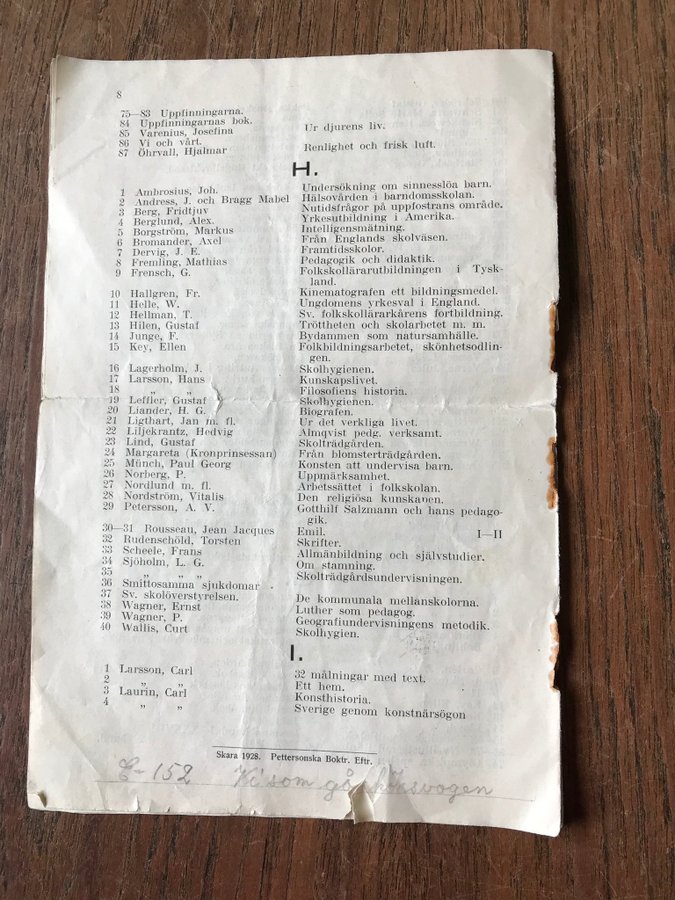 8
75—83 Uppfinningarna.
84 Uppfinningarnas bok.
85 Varenius, Josefina Ur djurens liv.
86 Vi och vårt.
87 Öhrvall, Hjalmar Renlighet och frisk luft.
H.
1 Ambrosius, Joh. Undersökning om sinnesslöa barn.
2 Andress, J. och Bragg Mabel Hälsovården i barndomsskolan.
3 Berg, Fridtjuv Nutidsfrågor på uppfostrans område.
4 Berglund, Alex. Yrkesutbildning i Amerika.
5 Borgström, Markus Intelligensmätning.
6 Bromander, Axel Från Englands skolväsen.
7 Dervig, J. E. Framtidsskolor.
8 Fremling, Mathias Pedagogik och didaktik.
9 Frensch, G. Folkskollärarutbildningen i Tysk-
land.
10 Hallgren, Fr. Kinematografen ett bildningsmedel.
11 Helle, W. Ungdomens yrkesval i England.
12 Hellman, T. Sv. folkskollärarkårens fortbildning.
13 Hilen, Gustaf Tröttheten och skolarbetet m. m.
14 Junge, F. Bydammen som natursamhälle.
15 Key, Ellen Folkbildningsarbetet, skönhetsodlin-
gen.
16 Lagerholm, J. Skolhygienen.
17 Larsson, Hans Kunskapslivet.
18 „ „ Filosofiens historia.
19 Leffler, Gustaf Skolhygienen.
20 Liander, H. G. Biografen.
21 Ligthart, Jan m. fl. Ur det verkliga livet.
22 Liljekrantz, Hedvig Almqvist pedg. verksamt.
23 Lind, Gustaf Skolträdgården.
24 Margareta (Kronprinsessan) Från blomsterträdgården.
25 Münch, Paul Georg Konsten att undervisa barn.
26 Norberg, P. Uppmärksamhet.
27 Nordlund m. fl. Arbetssättet i folkskolan.
28 Nordström, Vitalis Den religiösa kunskapen.
29 Petersson, A. V. Gotthilf Salzmann och hans pedago-
gik.
30—31 Rousseau, Jean Jacques Emil. I—II
32 Rudenschöld, Torsten Skrifter.
33 Scheele, Frans Allmänbildning och självstudier.
34 Sjöholm, L. G. Om stamning.
35 „ „ „ Skolträdgårdsundervisningen.
36 Smittosamma sjukdomar
37 Sv. skolöverstyrelsen. De kommunala mellanskolorna.
38 Wagner, Ernst Luther som pedagog.
39 Wagner, P. Geografiundervisningens metodik.
40 Wallis, Curt Skolhygien.
I.
1 Larsson, Carl 32 målningar med text.
2 „ „ Ett hem.
3 Laurin, Carl Konsthistoria.
4 „ „ Sverige genom konstnärsögon
Skara 1928. Pettersonska Boktr. Eftr.
E-152 Vi som gå köksvägen